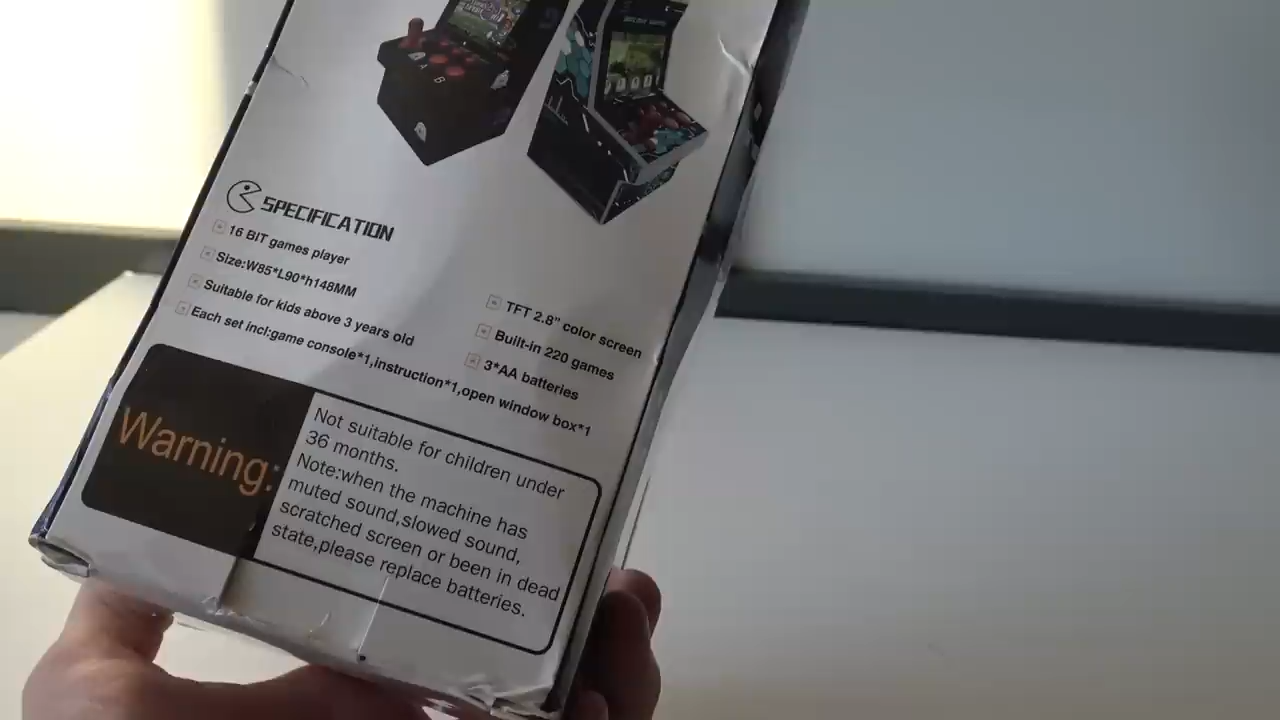 SPECIFICATION
16 BIT games player
Size:W85*L90*h148MM
Suitable for kids above 3 years old
Each set incl:game console*1,instruction*1,open window box*1
TFT 2.8" color screen
Built-in 220 games
3*AA batteries
Warning:
Not suitable for children under
36 months.
Note:when the machine has
muted sound,slowed sound,
scratched screen or been in dead
state,please replace batteries.
A
B